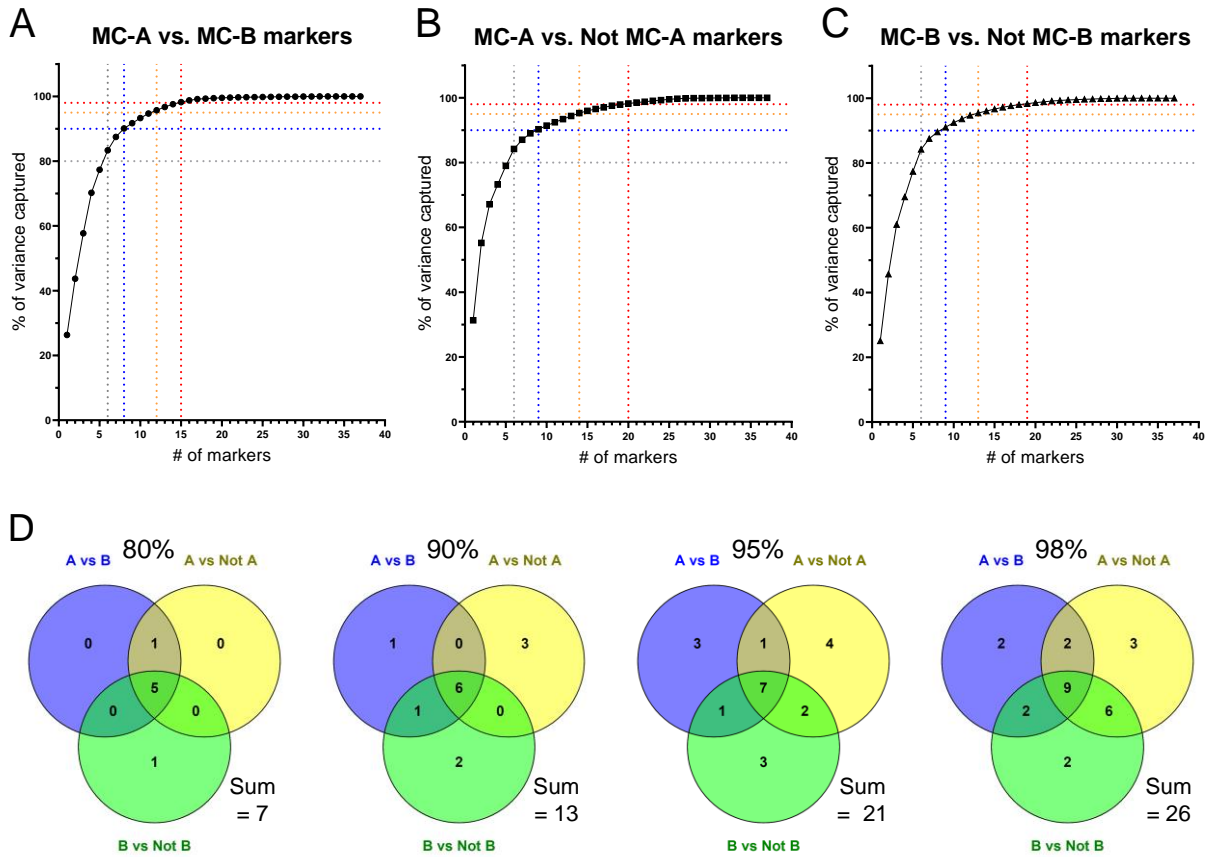 A
MC-A vs. MC-B markers
% of variance captured
100
80
60
40
20
0
0 5 10 15 20 25 30 35 40
# of markers
B
MC-A vs. Not MC-A markers
% of variance captured
100
80
60
40
20
0
0 5 10 15 20 25 30 35 40
# of markers
C
MC-B vs. Not MC-B markers
% of variance captured
100
80
60
40
20
0
0 5 10 15 20 25 30 35 40
# of markers
D
80%
A vs B
A vs Not A
0 1 0
5
0 0
1
Sum
= 7
B vs Not B
90%
A vs B
A vs Not A
1 0 3
6
1 0
2
Sum
= 13
B vs Not B
95%
A vs B
A vs Not A
3 1 4
7
1 2
3
Sum
= 21
B vs Not B
98%
A vs B
A vs Not A
2 2 3
9
2 6
2
Sum
= 26
B vs Not B